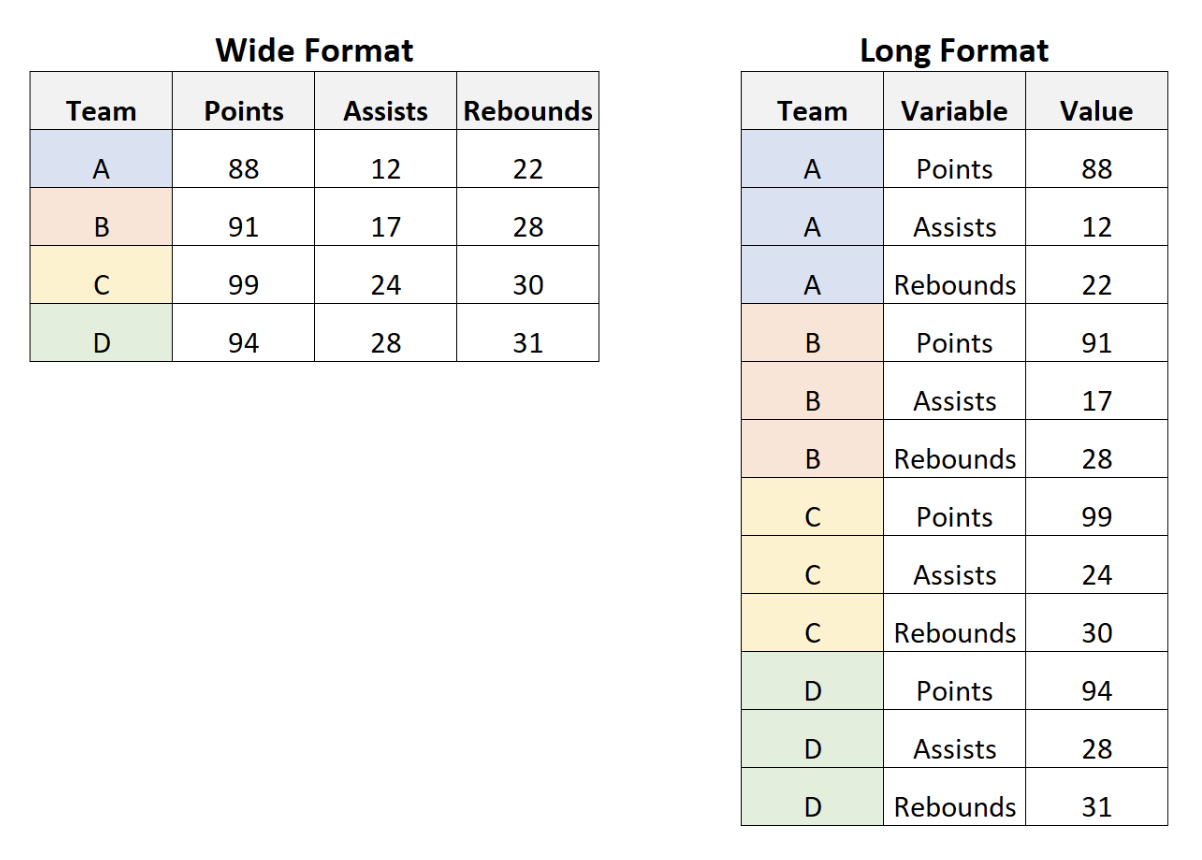 Wide Format
Team Points Assists Rebounds
A 88 12 22
B 91 17 28
C 99 24 30
D 94 28 31
Long Format
Team Variable Value
A Points 88
A Assists 12
A Rebounds 22
B Points 91
B Assists 17
B Rebounds 28
C Points 99
C Assists 24
C Rebounds 30
D Points 94
D Assists 28
D Rebounds 31